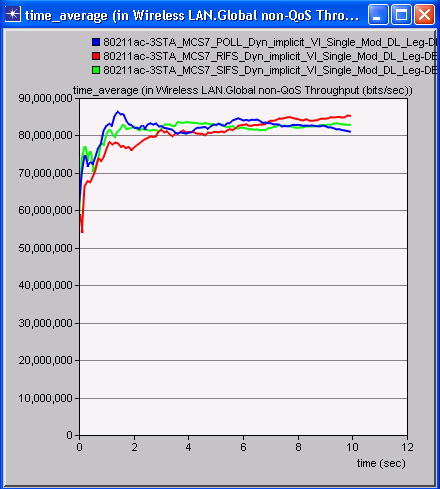 time_average (in Wireless LAN.Global non-QoS Thro...
80211ac-3STA_MCS7_POLL_Dyn_implicit_VI_Single_Mod_DL_Leg-D
80211ac-3STA_MCS7_RIFS_Dyn_implicit_VI_Single_Mod_DL_Leg-DE
80211ac-3STA_MCS7_SIFS_Dyn_implicit_VI_Single_Mod_DL_Leg-DE
time_average (in Wireless LAN.Global non-QoS Throughput (bits/sec))
90,000,000
80,000,000
70,000,000
60,000,000
50,000,000
40,000,000
30,000,000
20,000,000
10,000,000
0
0 2 4 6 8 10 12
time (sec)